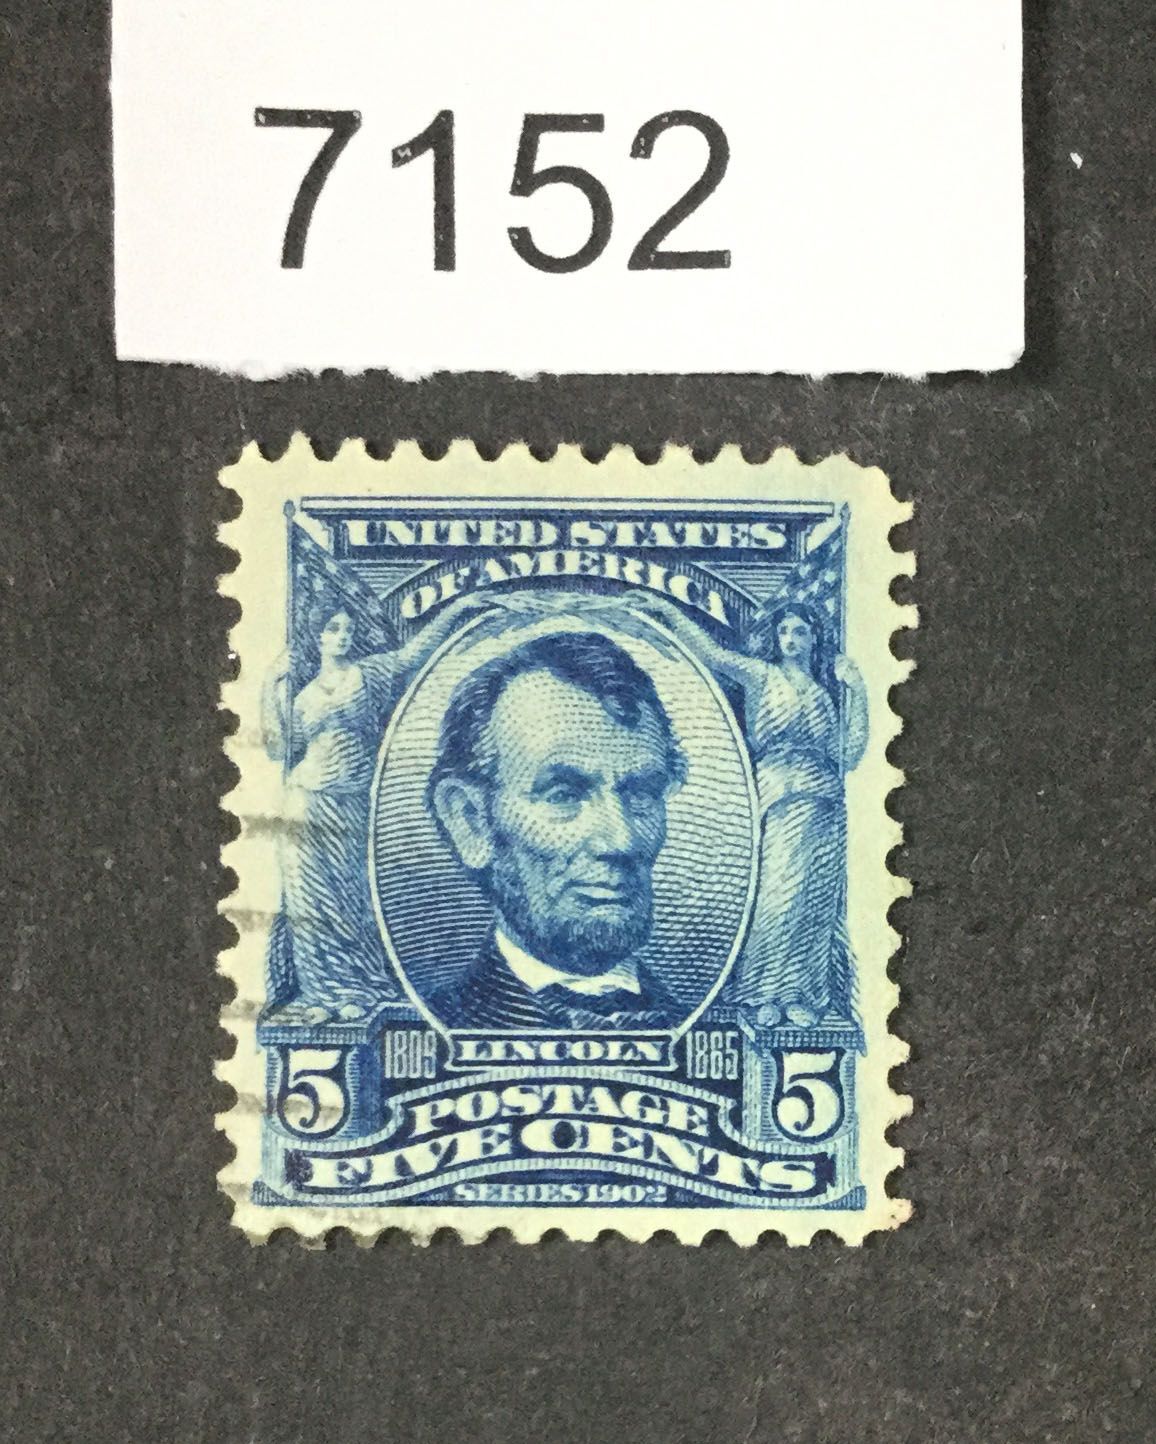 7152
UNITED STATES
OF AMERICA
1809 LINCOLN 1865
5 POSTAGE 5
FIVE CENTS
SERIES 1902